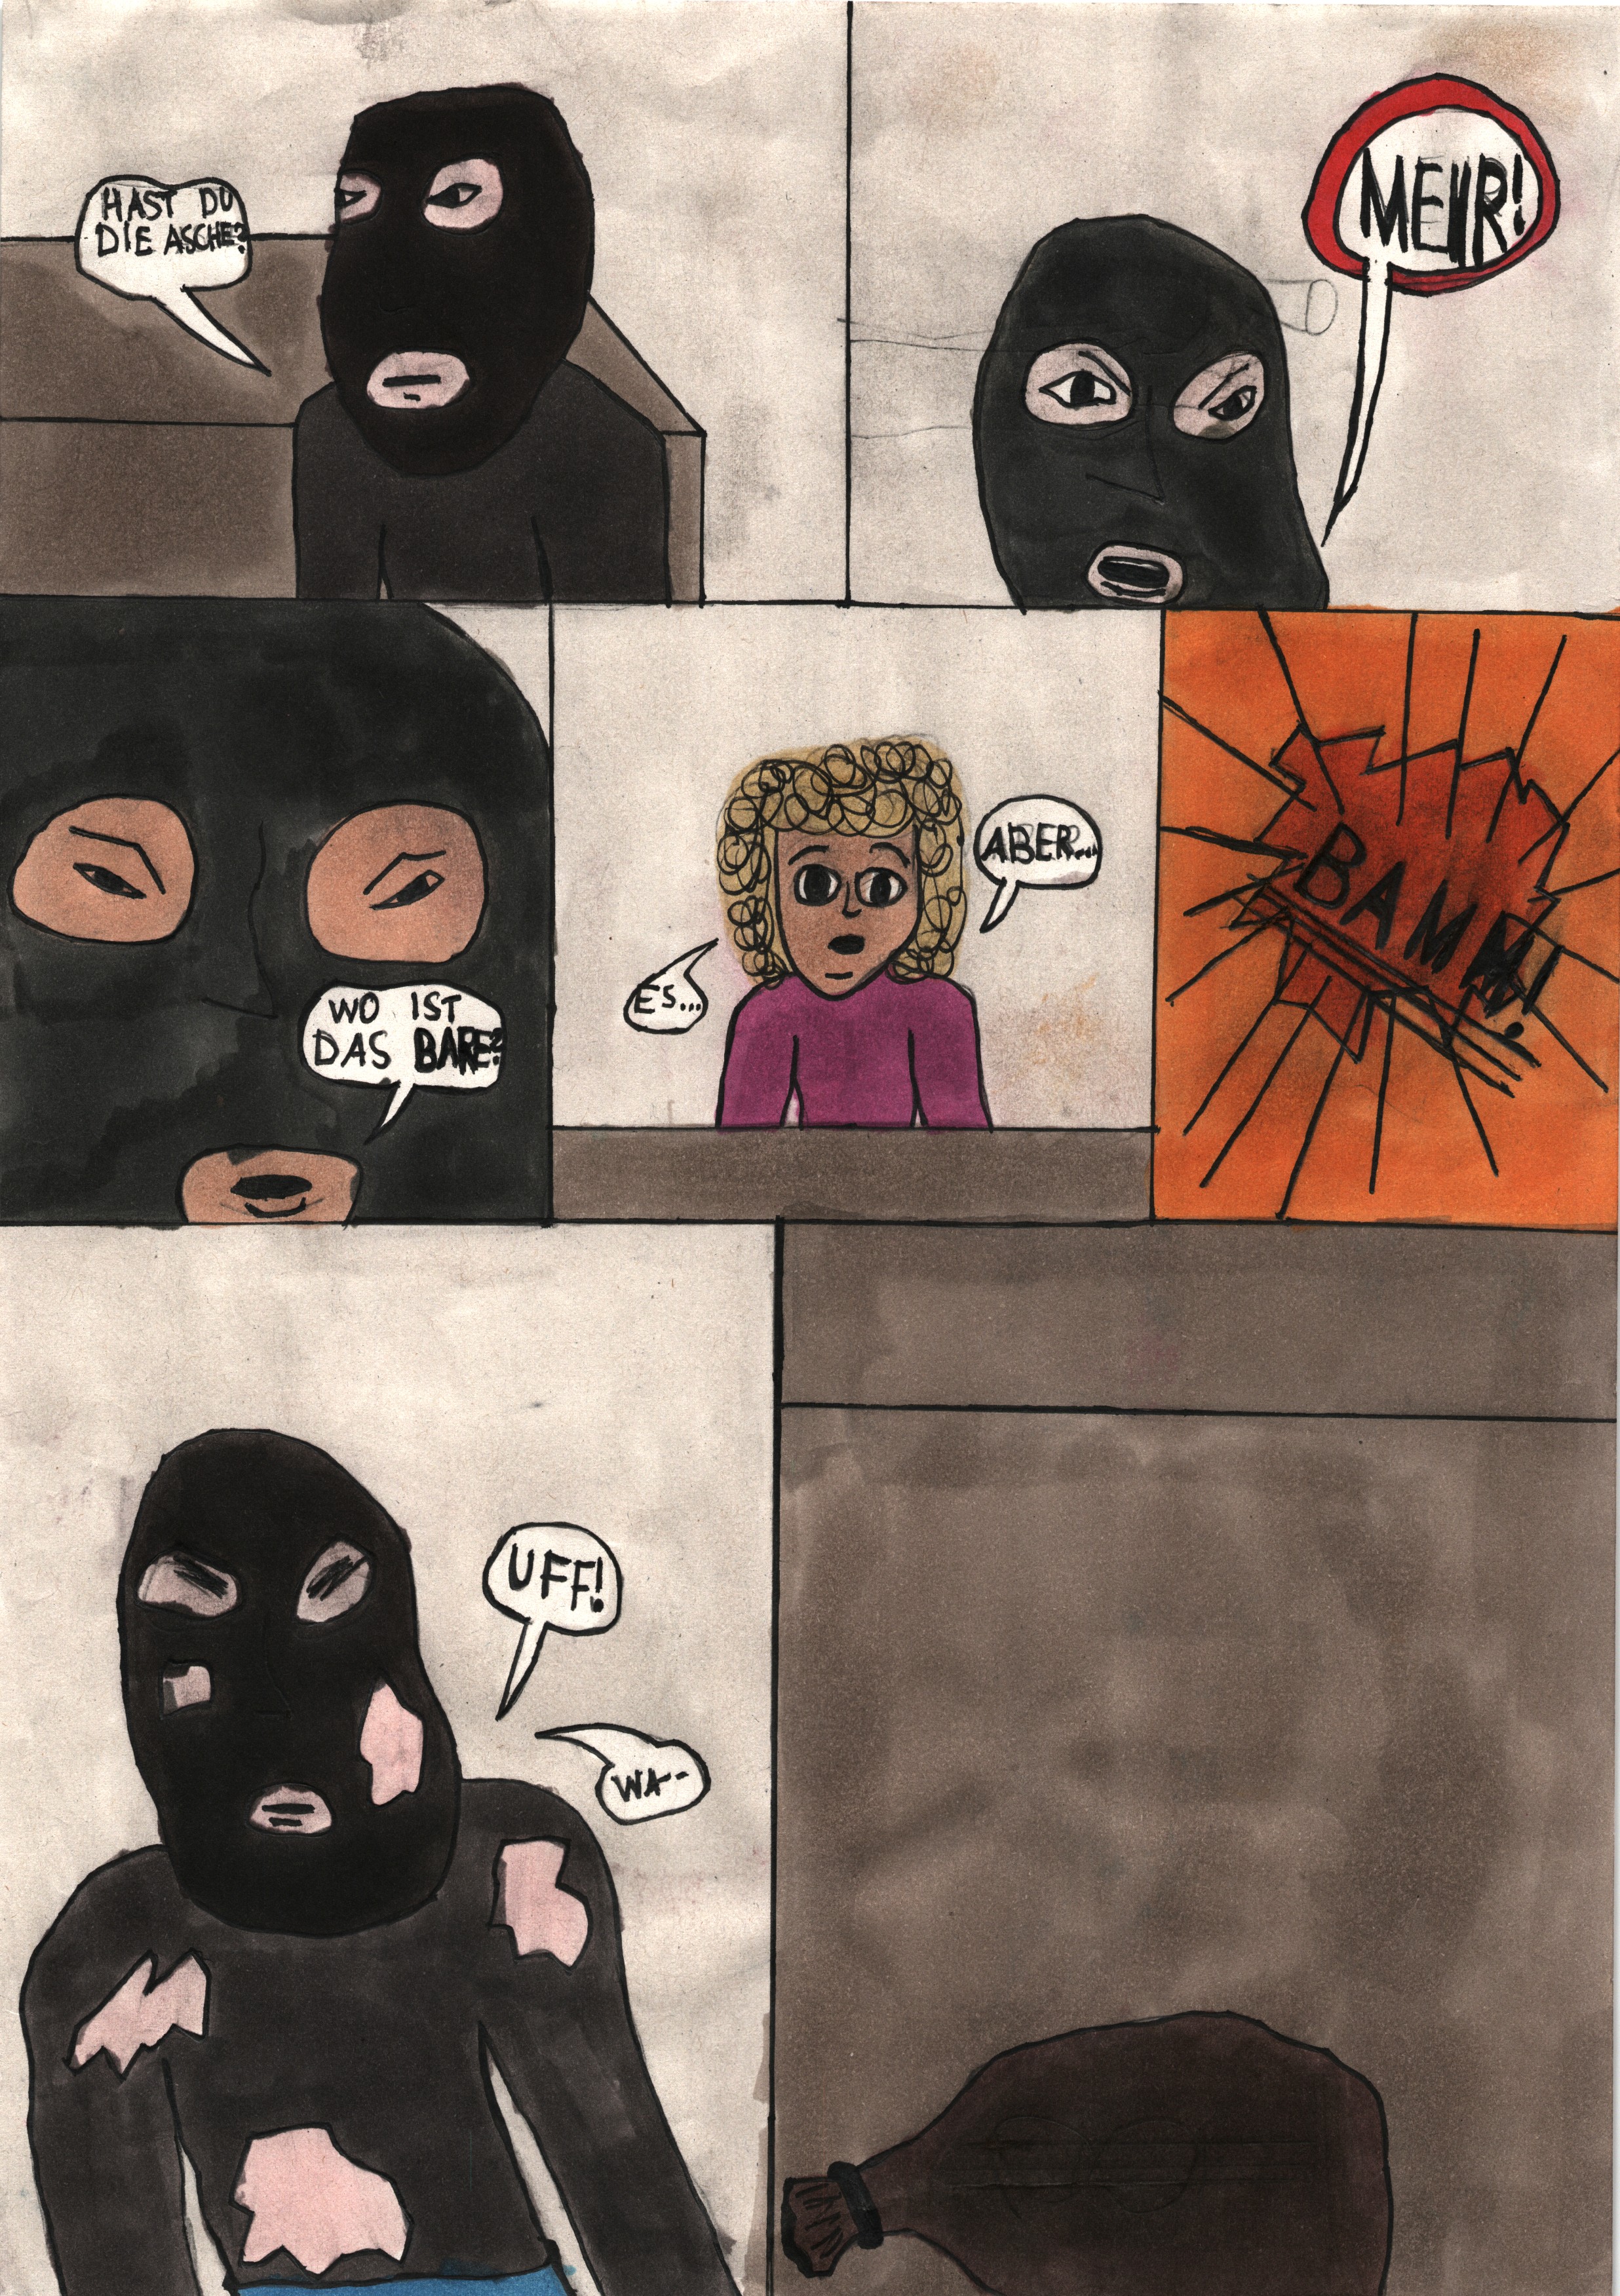 HAST DU
DIE ASCHE?
MEHR!
WO IST
DAS BARE?
ABER...
ES...
BAMM!
UFF!
WA--